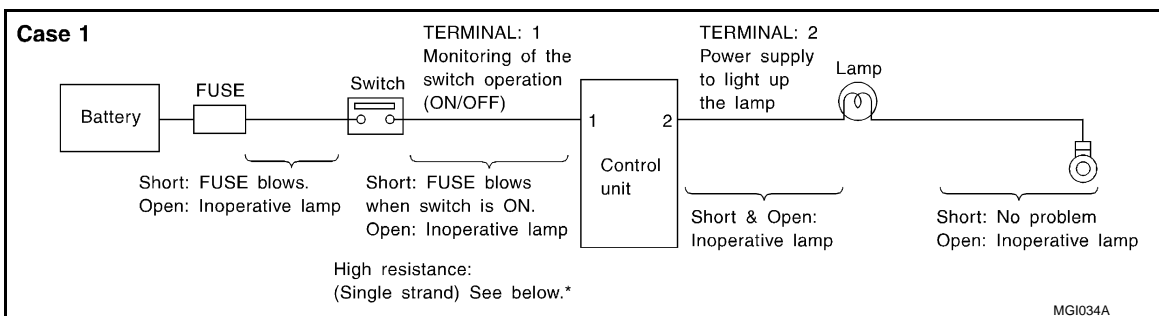 Case 1
TERMINAL: 1
Monitoring of the
switch operation
(ON/OFF)
TERMINAL: 2
Power supply
to light up
the lamp
Battery
FUSE
Switch
1
2
Control
unit
Lamp
Short: FUSE blows.
Open: Inoperative lamp
Short: FUSE blows
when switch is ON.
Open: Inoperative lamp
Short & Open:
Inoperative lamp
Short: No problem
Open: Inoperative lamp
High resistance:
(Single strand) See below.*
MGI034A